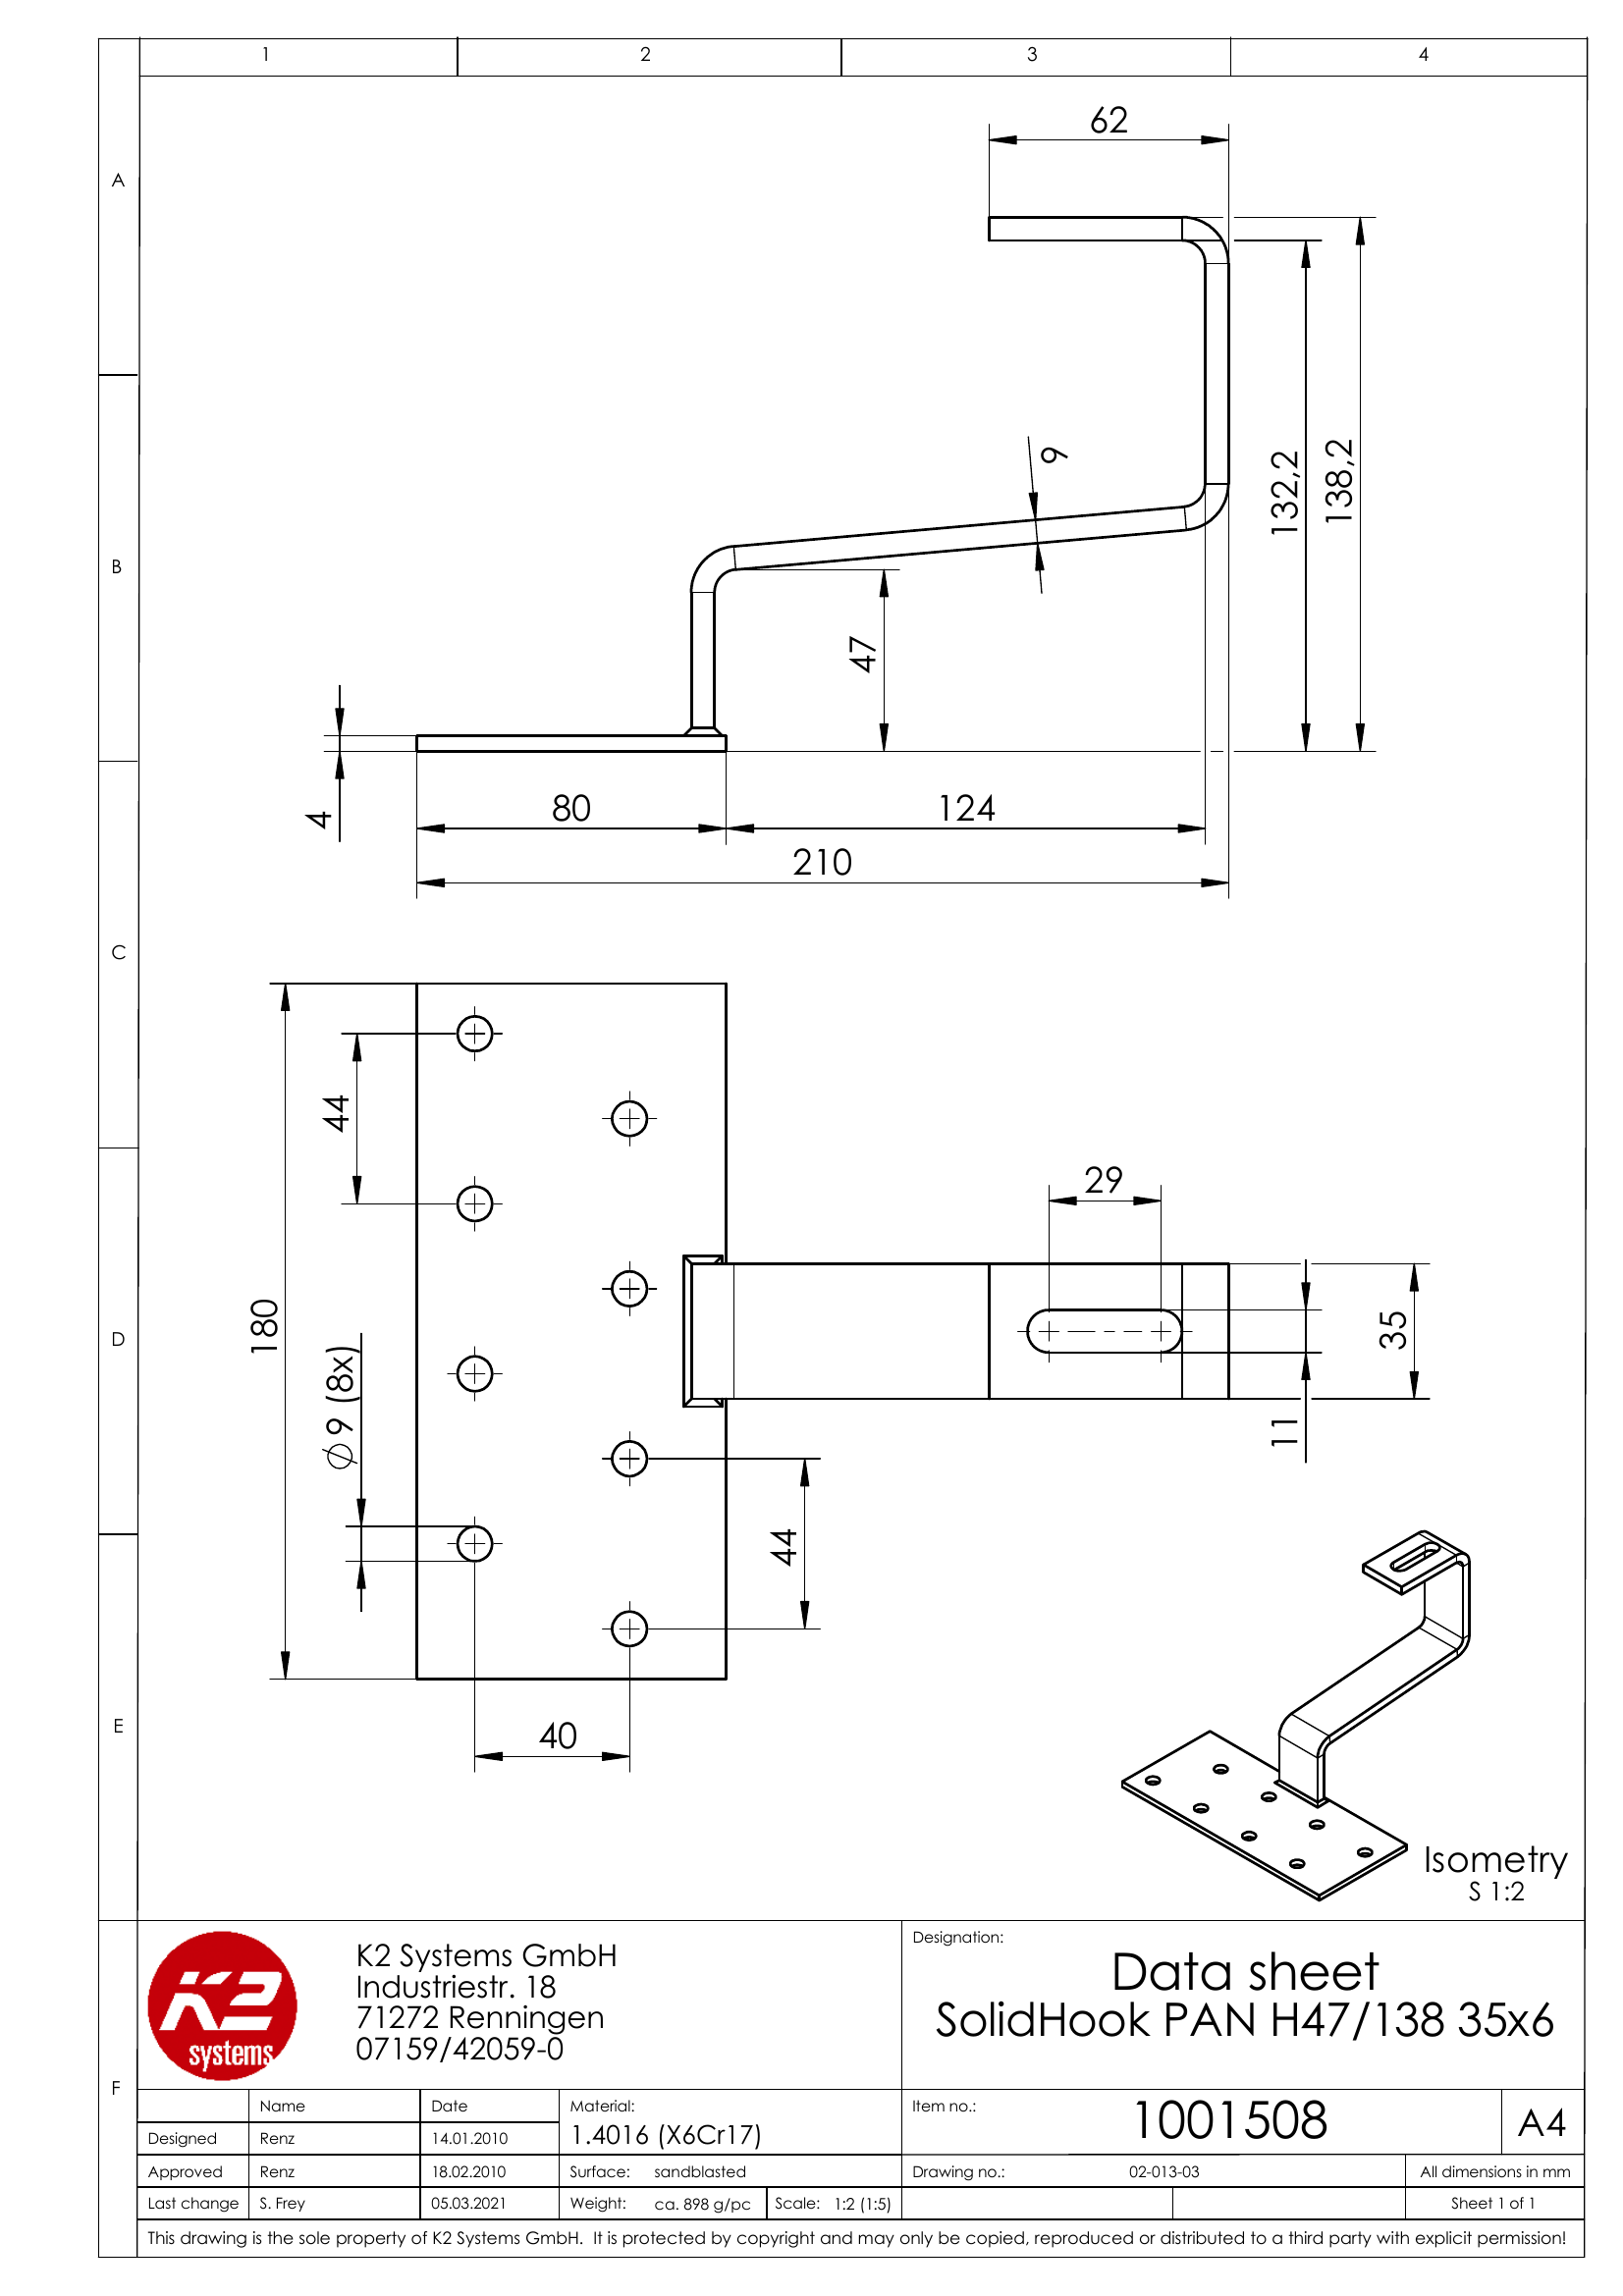 1 2 3 4
A
B
C
D
E
F
62
9
132,2
138,2
47
4
80
124
210
180
44
⌀ 9 (8x)
29
35
11
44
40
Isometry
S 1:2
K2
systems
K2 Systems GmbH
Industriestr. 18
71272 Renningen
07159/42059-0
Designation:
Data sheet
SolidHook PAN H47/138 35x6
Name Date Material:
1.4016 (X6Cr17)
Item no.: 1001508 A4
Designed Renz 14.01.2010
Approved Renz 18.02.2010 Surface: sandblasted Drawing no.: 02-013-03 All dimensions in mm
Last change S. Frey 05.03.2021 Weight: ca. 898 g/pc Scale: 1:2 (1:5) Sheet 1 of 1
This drawing is the sole property of K2 Systems GmbH. It is protected by copyright and may only be copied, reproduced or distributed to a third party with explicit permission!